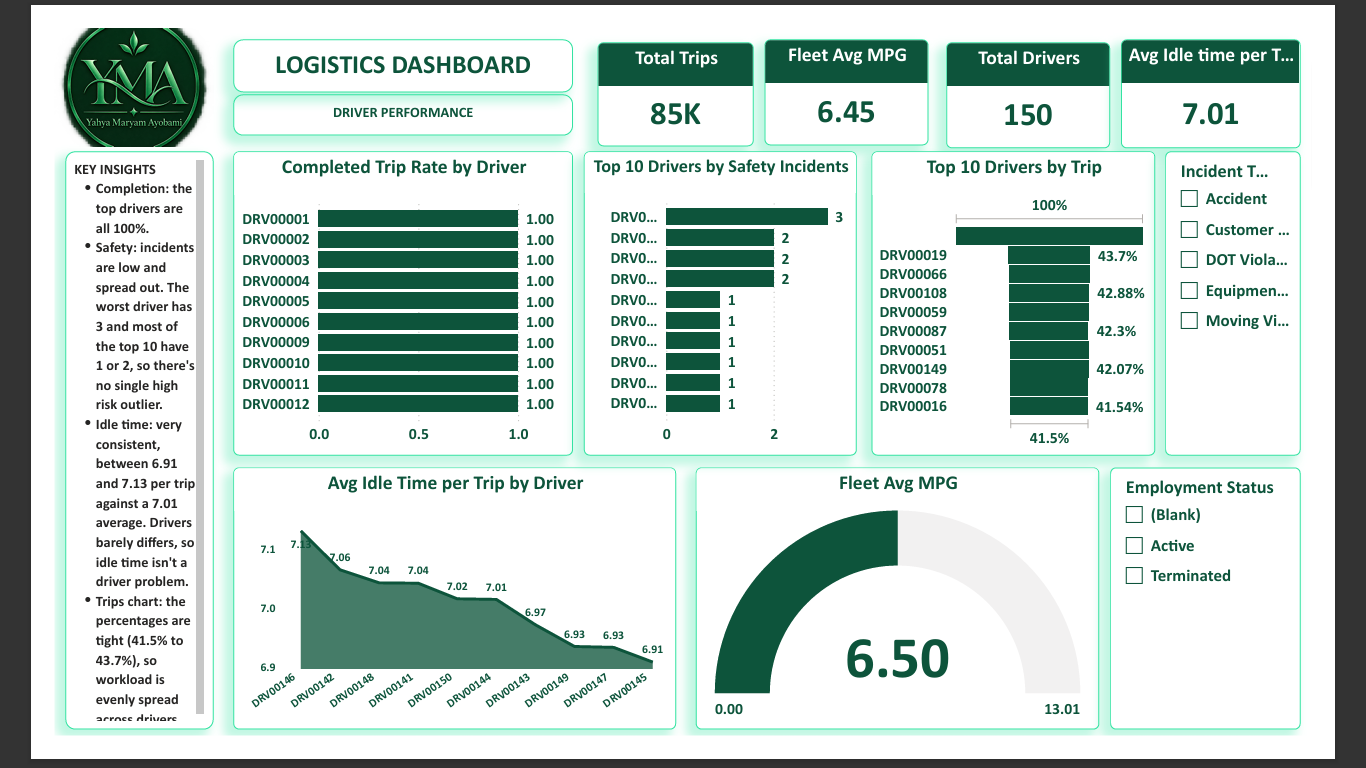 YMA
Yahya Maryam Ayobami
LOGISTICS DASHBOARD
DRIVER PERFORMANCE
Total Trips
85K
Fleet Avg MPG
6.45
Total Drivers
150
Avg Idle time per T...
7.01
KEY INSIGHTS
• Completion: the
top drivers are
all 100%.
• Safety: incidents
are low and
spread out. The
worst driver has
3 and most of
the top 10 have
1 or 2, so there's
no single high
risk outlier.
• Idle time: very
consistent,
between 6.91
and 7.13 per trip
against a 7.01
average. Drivers
barely differs, so
idle time isn't a
driver problem.
• Trips chart: the
percentages are
tight (41.5% to
43.7%), so
workload is
evenly spread
across drivers
Completed Trip Rate by Driver
DRV00001 1.00
DRV00002 1.00
DRV00003 1.00
DRV00004 1.00
DRV00005 1.00
DRV00006 1.00
DRV00009 1.00
DRV00010 1.00
DRV00011 1.00
DRV00012 1.00
0.0 0.5 1.0
Top 10 Drivers by Safety Incidents
DRV0... 3
DRV0... 2
DRV0... 2
DRV0... 2
DRV0... 1
DRV0... 1
DRV0... 1
DRV0... 1
DRV0... 1
DRV0... 1
0 2
Top 10 Drivers by Trip
100%
DRV00019 43.7%
DRV00066
DRV00108 42.88%
DRV00059
DRV00087 42.3%
DRV00051
DRV00149 42.07%
DRV00078
DRV00016 41.54%
41.5%
Incident T...
Accident
Customer ...
DOT Viola...
Equipmen...
Moving Vi...
Avg Idle Time per Trip by Driver
7.1
7.0
6.9
7.13
7.06
7.04
7.04
7.02
7.01
6.97
6.93
6.93
6.91
DRV00146
DRV00142
DRV00148
DRV00141
DRV00150
DRV00144
DRV00143
DRV00149
DRV00147
DRV00145
Fleet Avg MPG
6.50
0.00 13.01
Employment Status
(Blank)
Active
Terminated